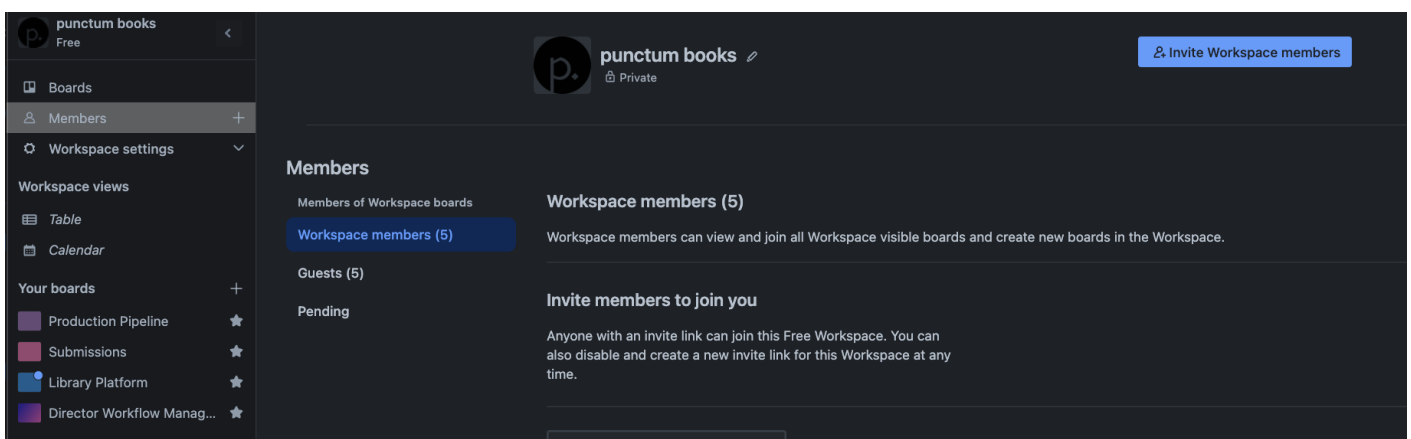 p.
punctum books
Free
Boards
Members
Workspace settings
Workspace views
Table
Calendar
Your boards
Production Pipeline
Submissions
Library Platform
Director Workflow Manag...
p.
punctum books
Private
Invite Workspace members
Members
Members of Workspace boards
Workspace members (5)
Guests (5)
Pending
Workspace members (5)
Workspace members can view and join all Workspace visible boards and create new boards in the Workspace.
Invite members to join you
Anyone with an invite link can join this Free Workspace. You can
also disable and create a new invite link for this Workspace at any
time.